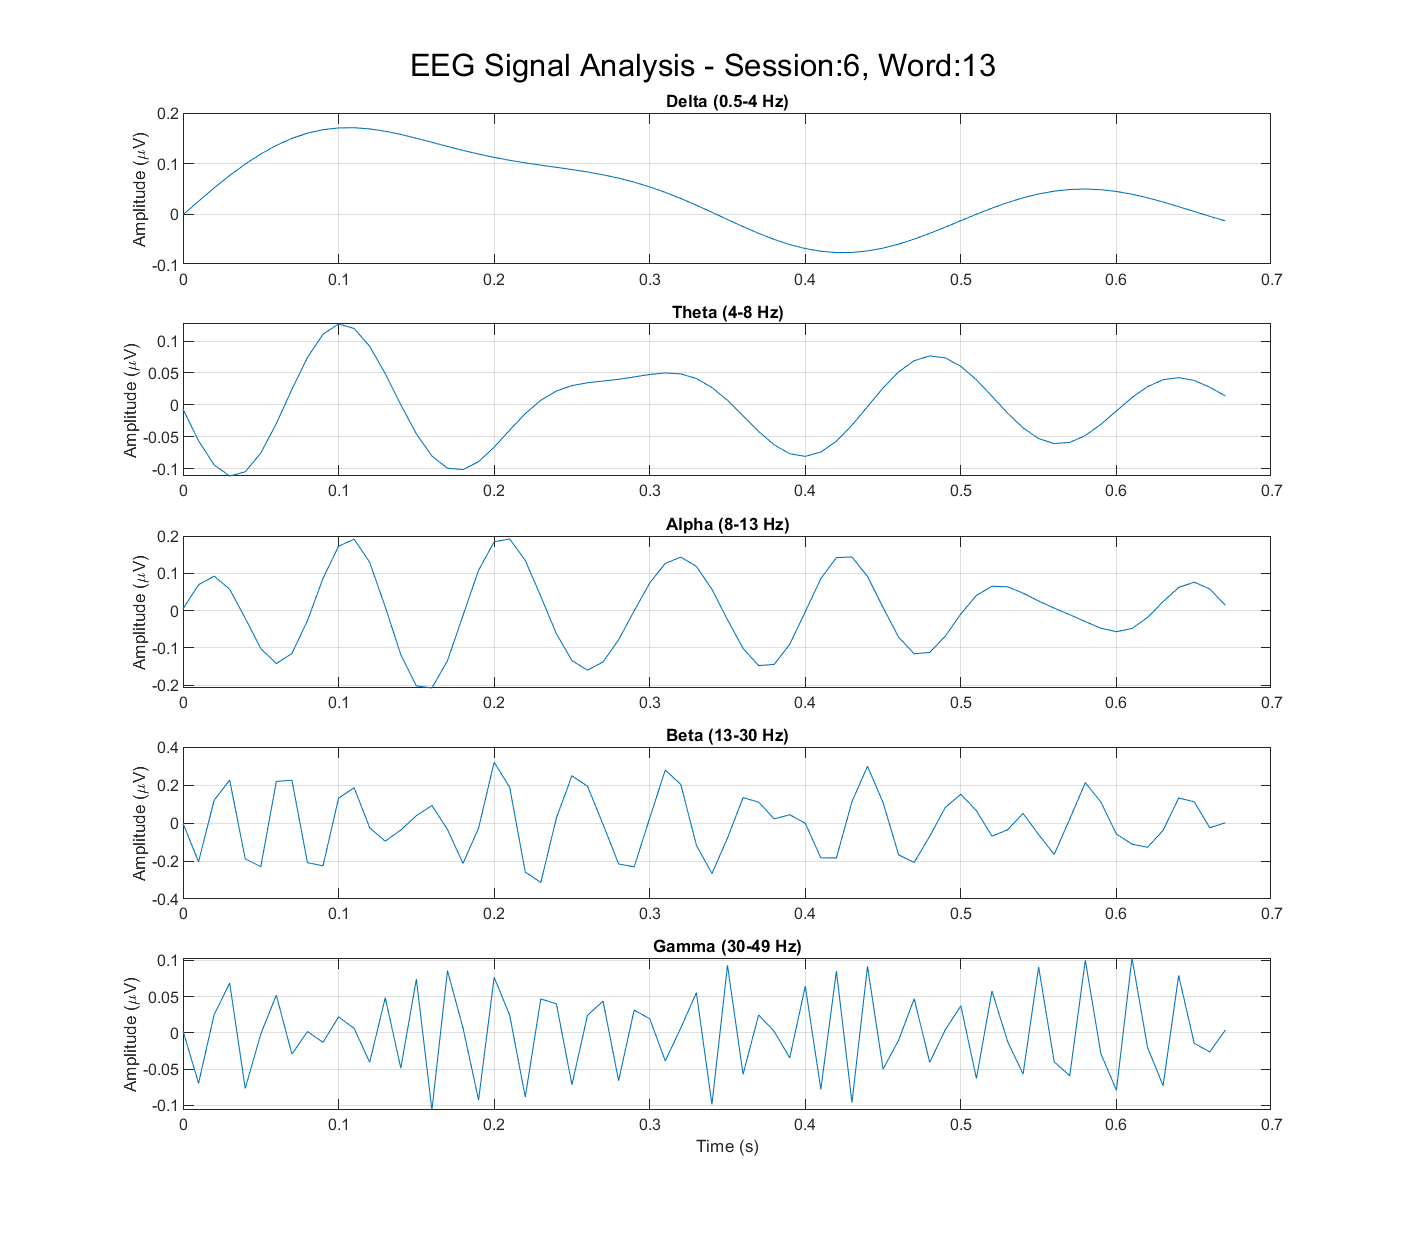 EEG Signal Analysis - Session:6, Word:13
Delta (0.5-4 Hz)
Amplitude (μV)
0.2
0.1
0
-0.1
0 0.1 0.2 0.3 0.4 0.5 0.6 0.7
Theta (4-8 Hz)
Amplitude (μV)
0.1
0.05
0
-0.05
-0.1
0 0.1 0.2 0.3 0.4 0.5 0.6 0.7
Alpha (8-13 Hz)
Amplitude (μV)
0.2
0.1
0
-0.1
-0.2
0 0.1 0.2 0.3 0.4 0.5 0.6 0.7
Beta (13-30 Hz)
Amplitude (μV)
0.4
0.2
0
-0.2
-0.4
0 0.1 0.2 0.3 0.4 0.5 0.6 0.7
Gamma (30-49 Hz)
Amplitude (μV)
0.1
0.05
0
-0.05
-0.1
0 0.1 0.2 0.3 0.4 0.5 0.6 0.7
Time (s)